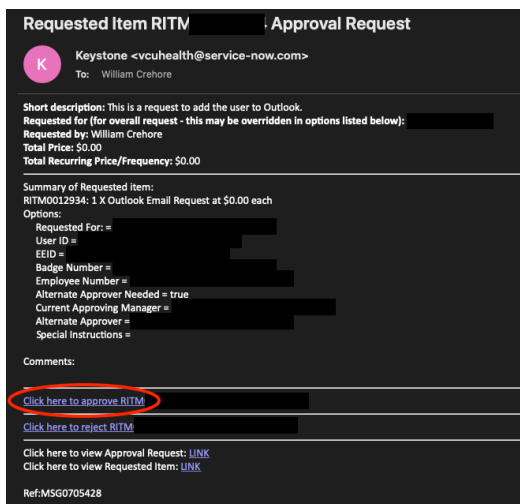 Requested Item RITM Approval Request
K
Keystone <vcuhealth@service-now.com>
To: William Crehore
Short description: This is a request to add the user to Outlook.
Requested for (for overall request - this may be overridden in options listed below):
Requested by: William Crehore
Total Price: $0.00
Total Recurring Price/Frequency: $0.00
Summary of Requested item:
RITM0012934: 1 X Outlook Email Request at $0.00 each
Options:
Requested For: =
User ID =
EEID =
Badge Number =
Employee Number =
Alternate Approver Needed = true
Current Approving Manager =
Alternate Approver =
Special Instructions =
Comments:
Click here to approve RITM
Click here to reject RITM
Click here to view Approval Request: LINK
Click here to view Requested Item: LINK
Ref:MSG0705428